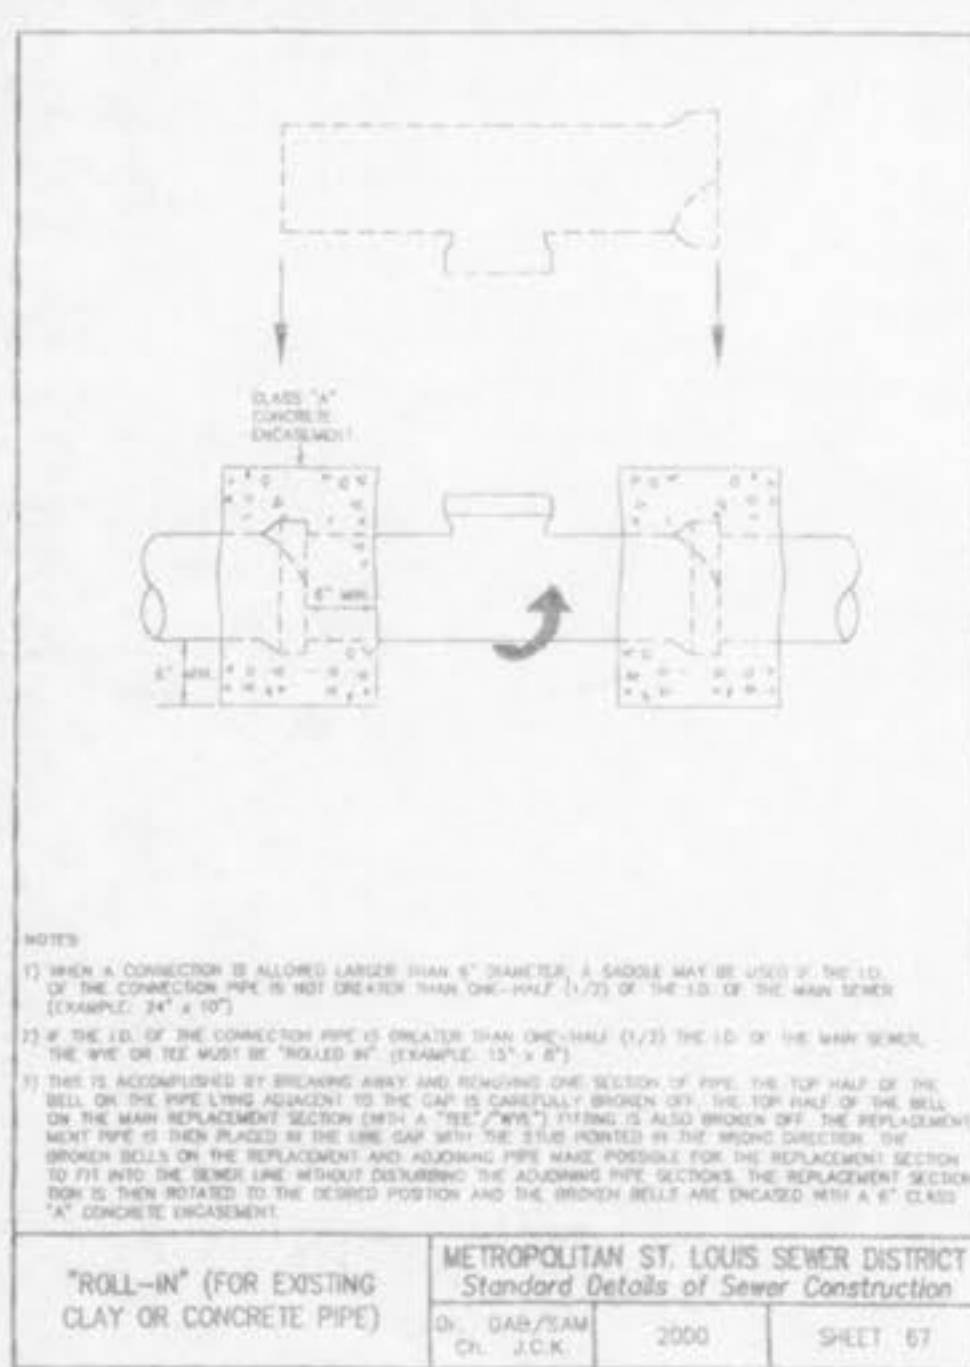 CLASS "A"
CONCRETE
ENCASEMENT
6" MIN.
6" MIN.
NOTES
1) WHEN A CONNECTION IS ALLOWED LARGER THAN 6" DIAMETER, A SADDLE MAY BE USED IF THE I.D.
OF THE CONNECTION PIPE IS NOT GREATER THAN ONE-HALF (1/2) OF THE I.D. OF THE MAIN SEWER
(EXAMPLE: 24" x 10")
2) IF THE I.D. OF THE CONNECTION PIPE IS GREATER THAN ONE-HALF (1/2) THE I.D. OF THE MAIN SEWER,
THE WYE OR TEE MUST BE "ROLLED IN". (EXAMPLE: 15" x 8")
3) THIS IS ACCOMPLISHED BY BREAKING AWAY AND REMOVING ONE SECTION OF PIPE. THE TOP HALF OF THE
BELL ON THE PIPE LYING ADJACENT TO THE GAP IS CAREFULLY BROKEN OFF. THE TOP HALF OF THE BELL
ON THE MAIN REPLACEMENT SECTION (WITH A "TEE"/"WYE") FITTING IS ALSO BROKEN OFF. THE REPLACEMENT
MENT PIPE IS THEN PLACED IN THE LINE GAP WITH THE STUB POINTED IN THE WRONG DIRECTION. THE
BROKEN BELLS ON THE REPLACEMENT AND ADJOINING PIPE MAKE POSSIBLE FOR THE REPLACEMENT SECTION
TO FIT INTO THE SEWER LINE WITHOUT DISTURBING THE ADJOINING PIPE SECTIONS. THE REPLACEMENT SECTION
TION IS THEN ROTATED TO THE DESIRED POSITION AND THE BROKEN BELLS ARE ENCASED WITH A 6" CLASS
"A" CONCRETE ENCASEMENT.
"ROLL-IN" (FOR EXISTING
CLAY OR CONCRETE PIPE)
METROPOLITAN ST. LOUIS SEWER DISTRICT
Standard Details of Sewer Construction
Dr. GAB/SAM
Ch. J.C.K.
2000
SHEET 67